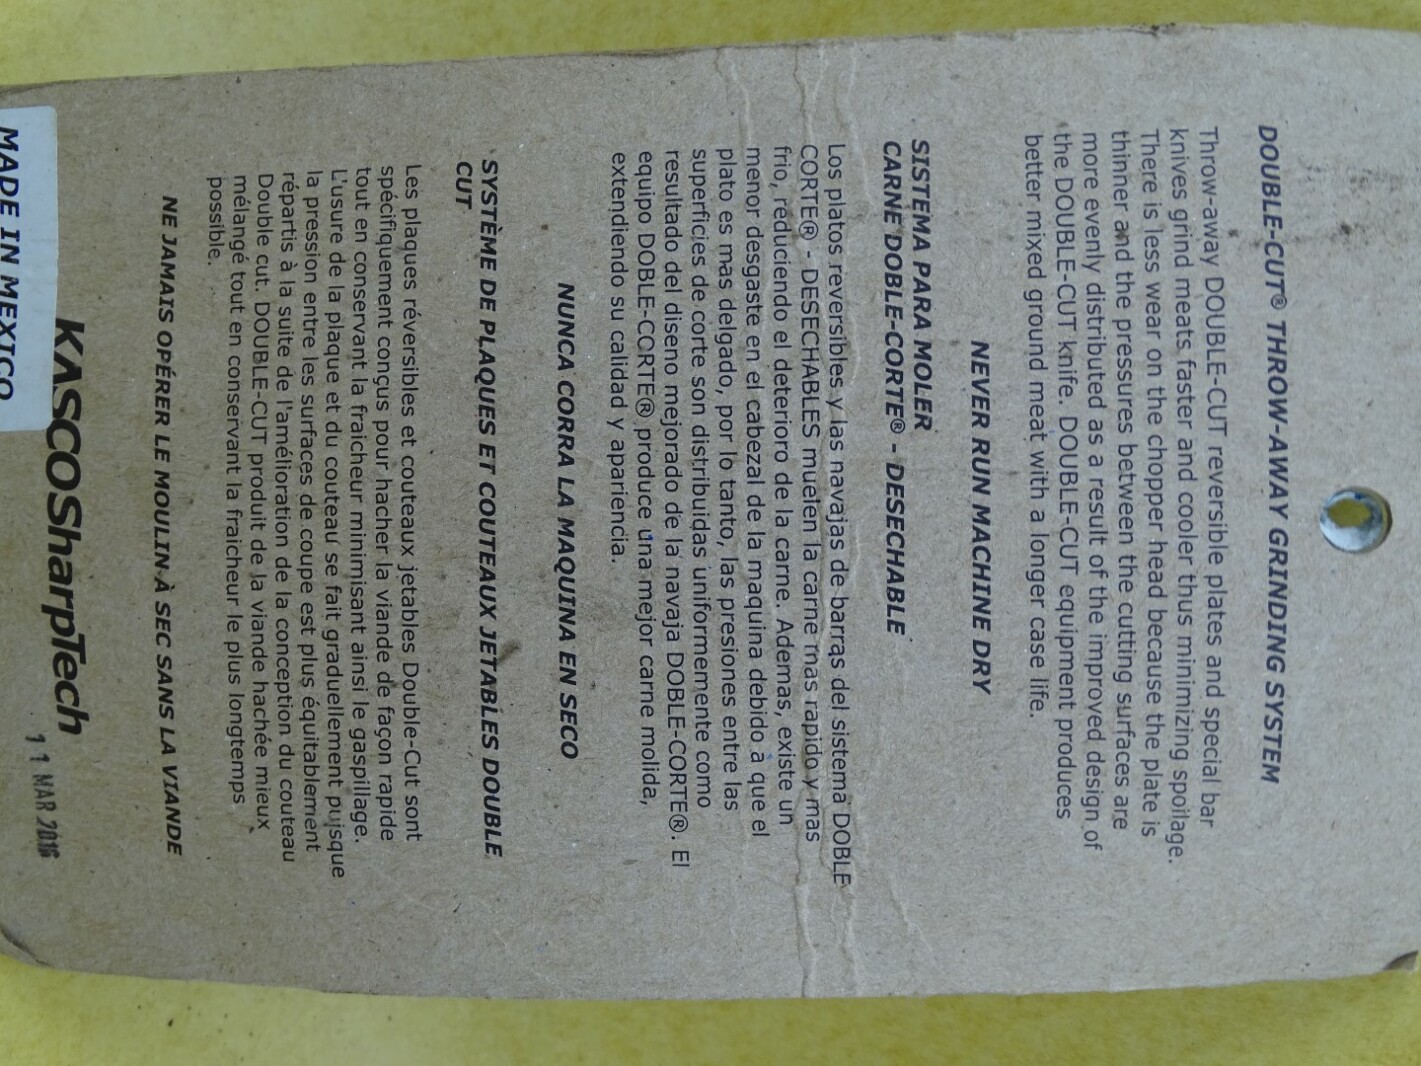 DOUBLE-CUT® THROW-AWAY GRINDING SYSTEM
Throw-away DOUBLE-CUT reversible plates and special bar
knives grind meats faster and cooler thus minimizing spoilage.
There is less wear on the chopper head because the plate is
thinner and the pressures between the cutting surfaces are
more evenly distributed as a result of the improved design of
the DOUBLE-CUT knife. DOUBLE-CUT equipment produces
better mixed ground meat with a longer case life.
NEVER RUN MACHINE DRY
SISTEMA PARA MOLER
CARNE DOBLE-CORTE® - DESECHABLE
Los platos reversibles y las navajas de barras del sistema DOBLE
CORTE® - DESECHABLES muelen la carne mas rapido y mas
frio, reduciendo el deterioro de la carne. Ademas, existe un
menor desgaste en el cabezal de la maquina debido a que el
plato es mas delgado, por lo tanto, las presiones entre las
superficies de corte son distribuidas uniformemente como
resultado del diseno mejorado de la navaja DOBLE-CORTE®. El
equipo DOBLE-CORTE® produce una mejor carne molida,
extendiendo su calidad y apariencia.
NUNCA CORRA LA MAQUINA EN SECO
SYSTÈME DE PLAQUES ET COUTEAUX JETABLES DOUBLE
CUT
Les plaques réversibles et couteaux jetables Double-Cut sont
spécifiquement conçus pour hacher la viande de façon rapide
tout en conservant la fraicheur minimisant ainsi le gaspillage.
L'usure de la plaque et du couteau se fait graduellement puisque
la pression entre les surfaces de coupe est plus équitablement
répartis à la suite de l'amélioration de la conception du couteau
Double cut. DOUBLE-CUT produit de la viande hachée mieux
mélangé tout en conservant la fraicheur le plus longtemps
possible.
NE JAMAIS OPÉRER LE MOULIN À SEC SANS LA VIANDE
KASCOSharpTech
11 MAR 2016
MADE IN MEXICO